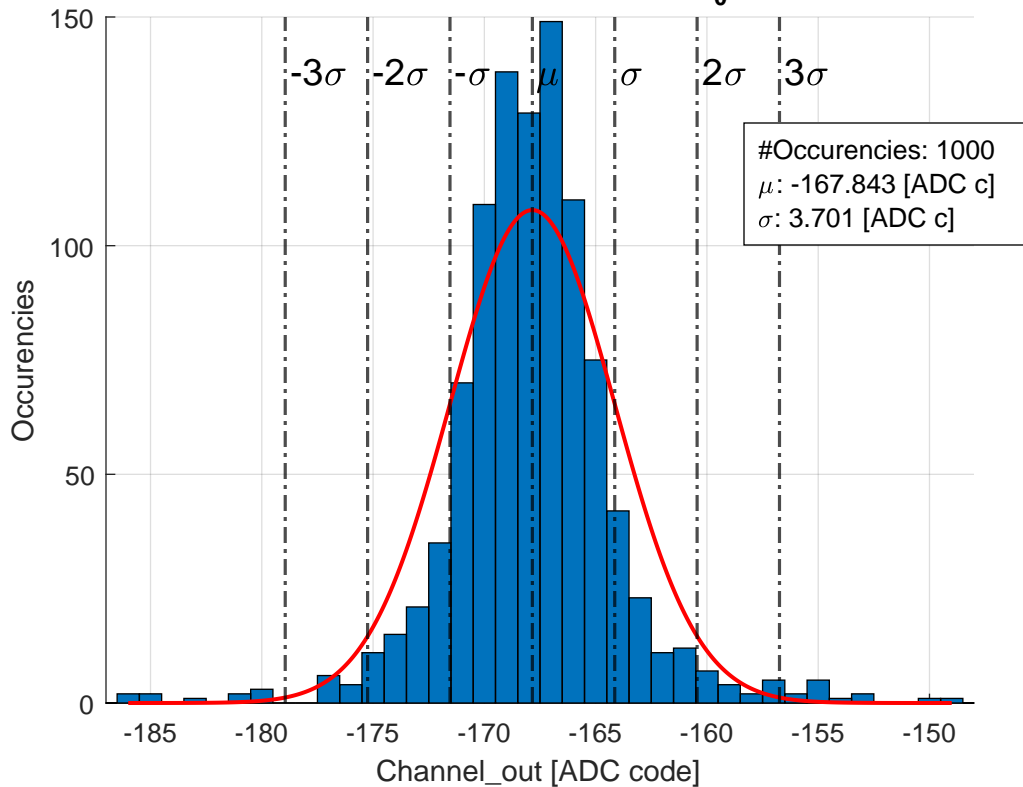 0
150
100
50
0
Occurencies
-3σ -2σ -σ μ σ 2σ 3σ
#Occurencies: 1000
μ: -167.843 [ADC c]
σ: 3.701 [ADC c]
-185 -180 -175 -170 -165 -160 -155 -150
Channel_out [ADC code]